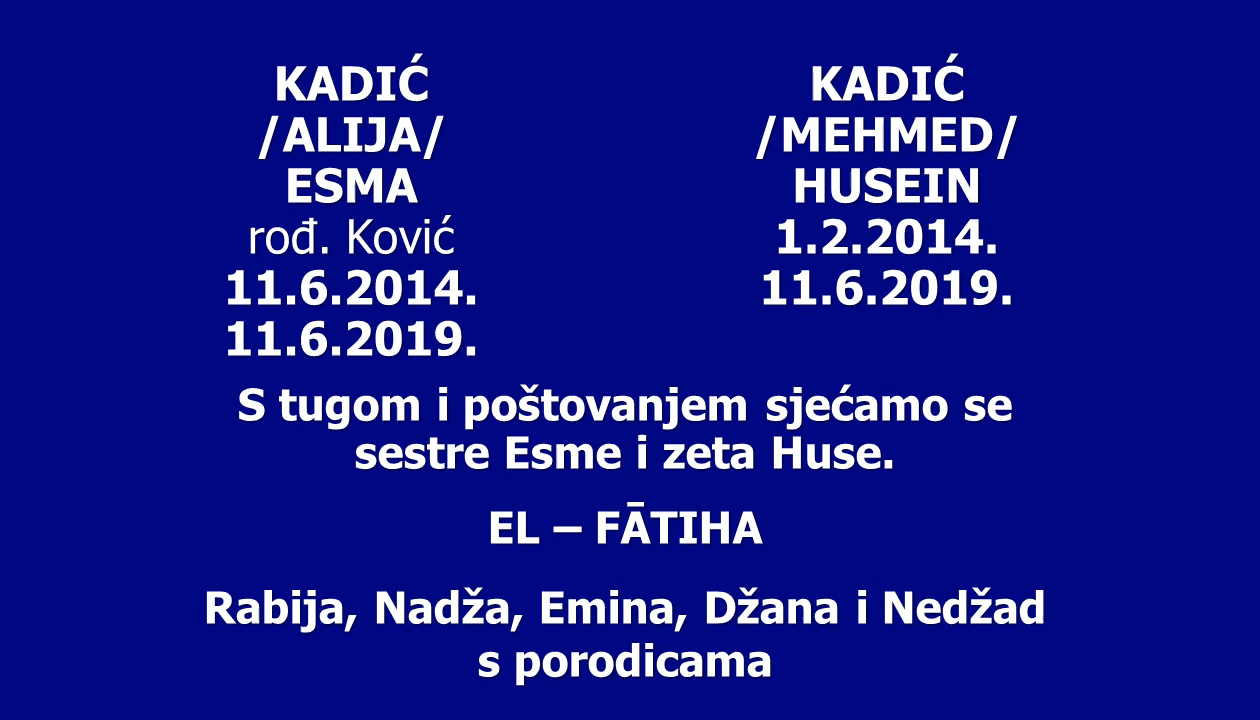 KADIĆ
/ALIJA/
ESMA
rođ. Ković
11.6.2014.
11.6.2019.
KADIĆ
/MEHMED/
HUSEIN
1.2.2014.
11.6.2019.
S tugom i poštovanjem sjećamo se
sestre Esme i zeta Huse.
EL – FĀTIHA
Rabija, Nadža, Emina, Džana i Nedžad
s porodicama